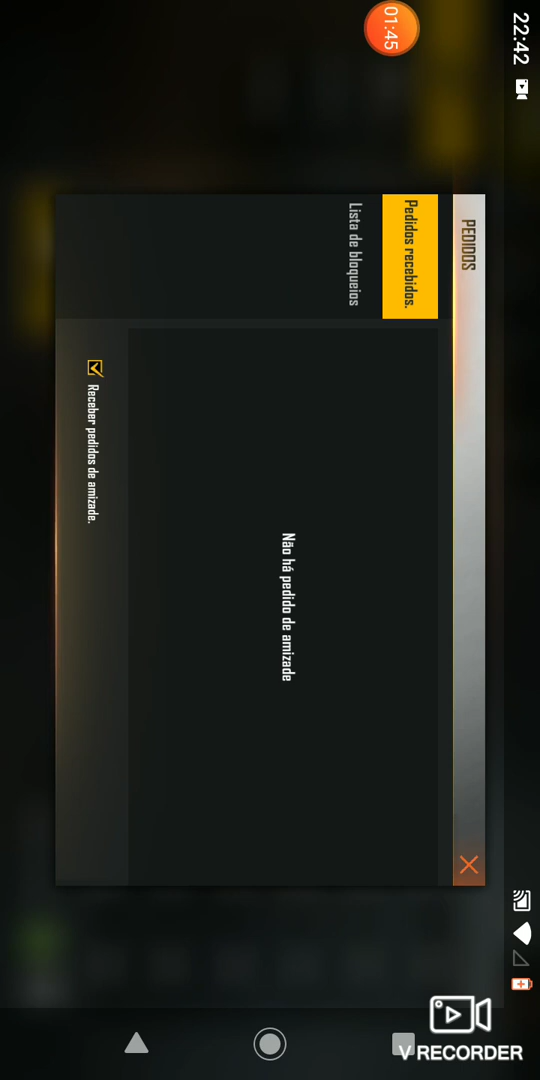 22:42
01:45
PEDIDOS
Pedidos recebidos.
Lista de bloqueios
Não há pedido de amizade
Receber pedidos de amizade.
V RECORDER